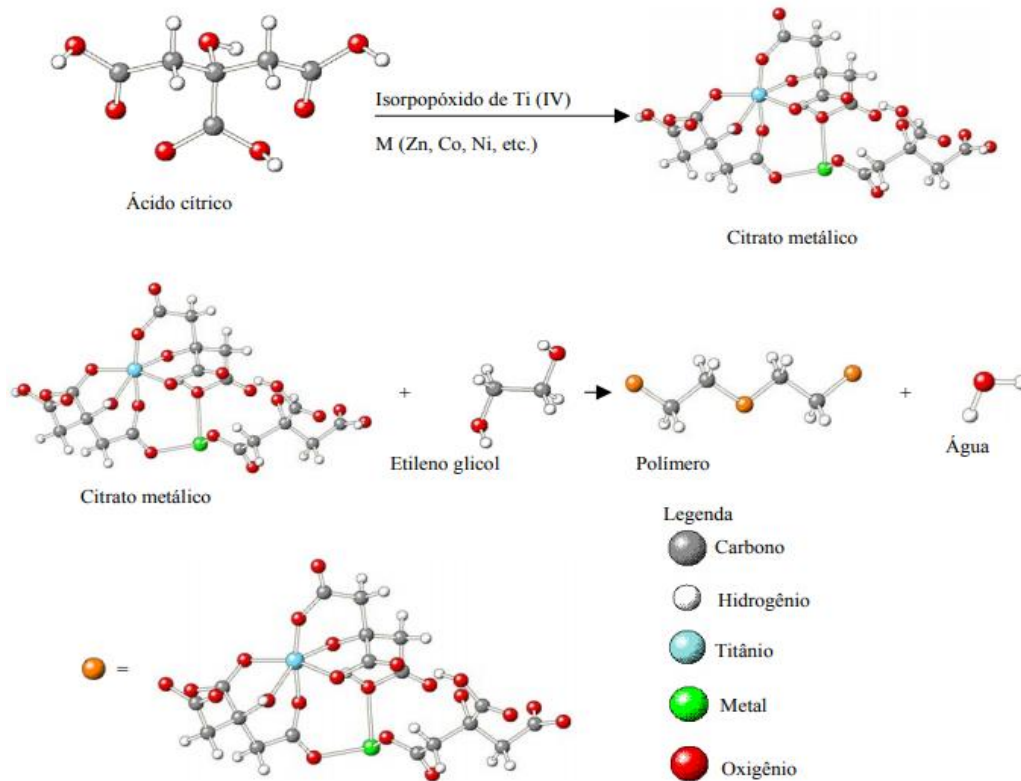 Isorpopóxido de Ti (IV)
M (Zn, Co, Ni, etc.)
Ácido cítrico
Citrato metálico
+
+
Etileno glicol
Polímero
Água
Citrato metálico
Legenda
Carbono
Hidrogênio
Titânio
=
Metal
Oxigênio